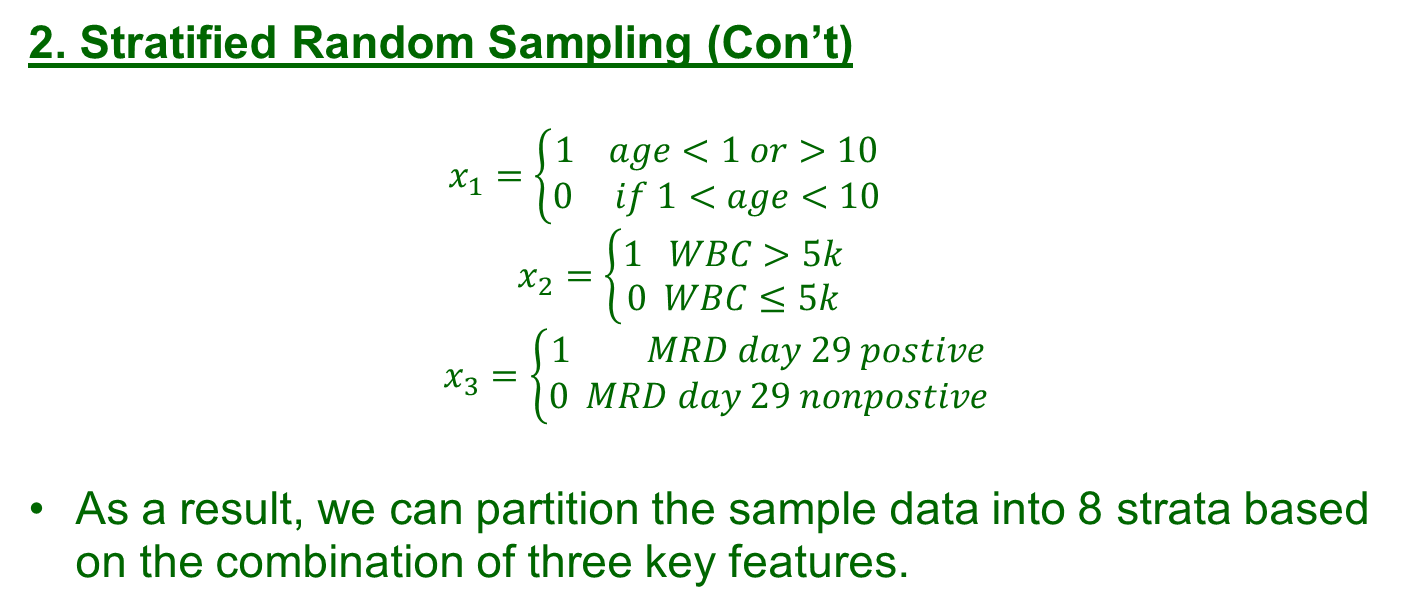 2. Stratified Random Sampling (Con’t)
x₁ = {1 age < 1 or > 10
0 if 1 < age < 10
x₂ = {1 WBC > 5k
0 WBC ≤ 5k
x₃ = {1 MRD day 29 postive
0 MRD day 29 nonpostive
• As a result, we can partition the sample data into 8 strata based
on the combination of three key features.